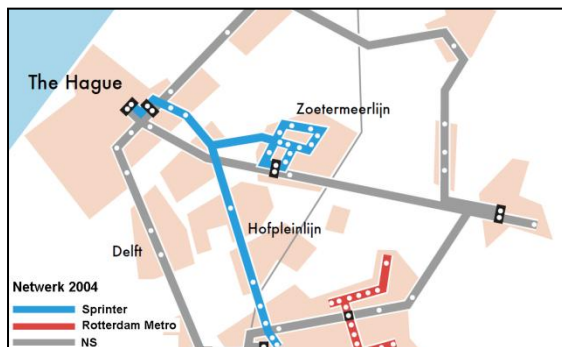 The Hague
Zoetermeerlijn
Hofpleinlijn
Delft
Netwerk 2004
Sprinter
Rotterdam Metro
NS